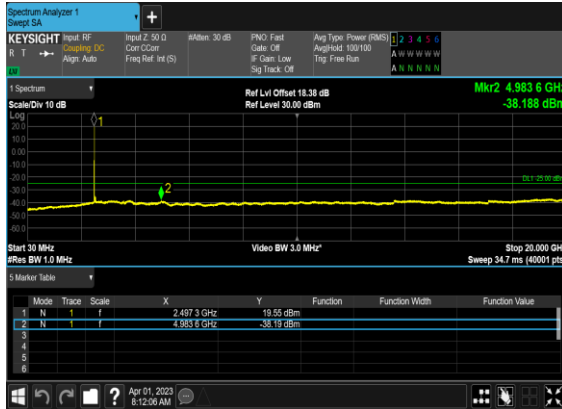 Spectrum Analyzer 1
Swept SA
+
KEYSIGHT Input: RF Input Z: 50 Ω #Atten: 30 dB PNO: Fast Avg Type: Power (RMS) 1 2 3 4 5 6
R T Coupling: DC Corr CCorr Gate: Off Avg|Hold: 100/100 A W W W W W
Align: Auto Freq Ref: Int (S) IF Gain: Low Trig: Free Run
LU Sig Track: Off A N N N N N
1 Spectrum Ref Lvl Offset 18.38 dB Mkr2 4.983 6 GHz
Scale/Div 10 dB Ref Level 30.00 dBm -38.188 dBm
Log
20.0
10.0
0.00
-10.0
-20.0
-30.0
-40.0
-50.0
-60.0
1
2
DL1 -25.00 dBm
Start 30 MHz Video BW 3.0 MHz* Stop 20.000 GHz
#Res BW 1.0 MHz Sweep 34.7 ms (40001 pts)
5 Marker Table
Mode Trace Scale X Y Function Function Width Function Value
1 N 1 f 2.497 3 GHz 19.55 dBm
2 N 1 f 4.983 6 GHz -38.19 dBm
3
4
5
6
? Apr 01, 2023
8:12:06 AM